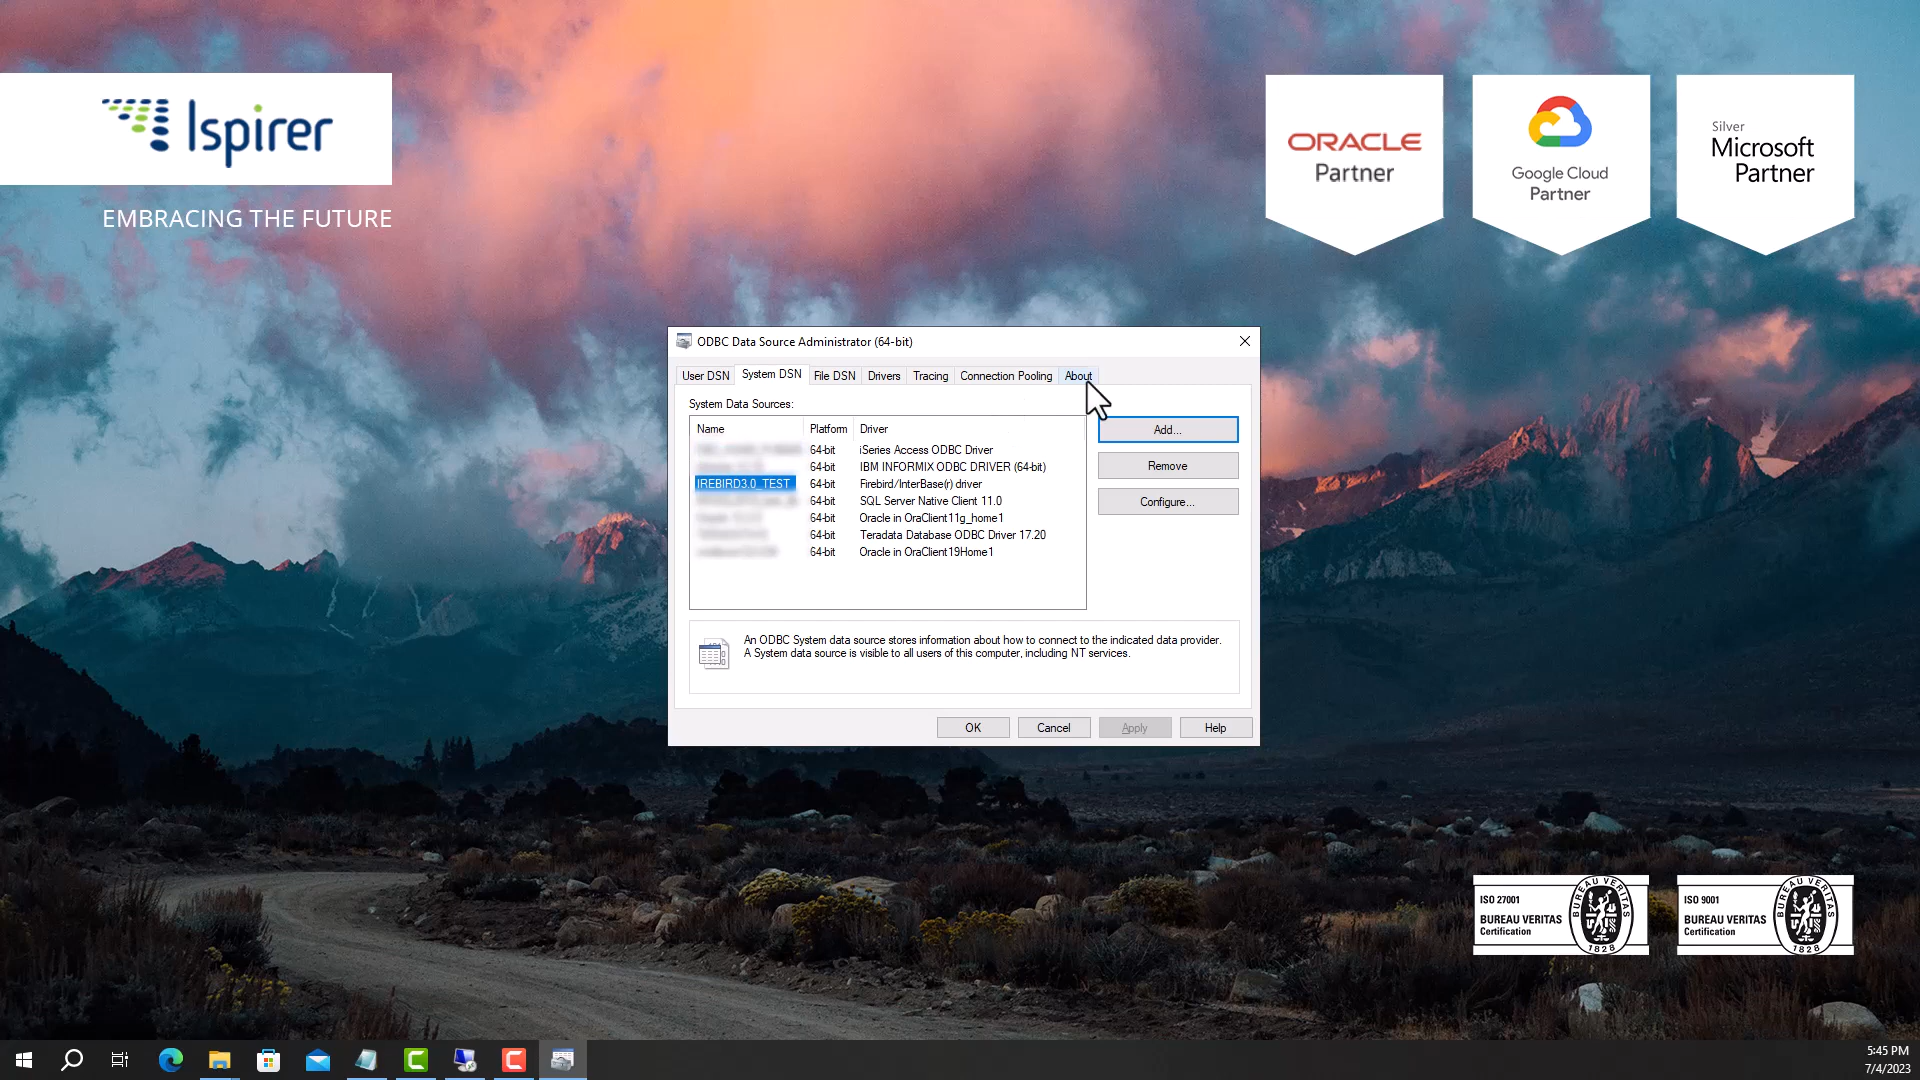 Ispirer
EMBRACING THE FUTURE
ORACLE
Partner
Google Cloud
Partner
Silver
Microsoft
Partner
ODBC Data Source Administrator (64-bit)
User DSN System DSN File DSN Drivers Tracing Connection Pooling About
System Data Sources:
Name Platform Driver
64-bit iSeries Access ODBC Driver
64-bit IBM INFORMIX ODBC DRIVER (64-bit)
IREBIRD3.0_TEST 64-bit Firebird/InterBase(r) driver
64-bit SQL Server Native Client 11.0
64-bit Oracle in OraClient11g_home1
64-bit Teradata Database ODBC Driver 17.20
64-bit Oracle in OraClient19Home1
Add...
Remove
Configure...
An ODBC System data source stores information about how to connect to the indicated data provider.
A System data source is visible to all users of this computer, including NT services.
OK Cancel Apply Help
ISO 27001
BUREAU VERITAS
Certification
BUREAU VERITAS
1828
ISO 9001
BUREAU VERITAS
Certification
BUREAU VERITAS
1828
5:45 PM
7/4/2023